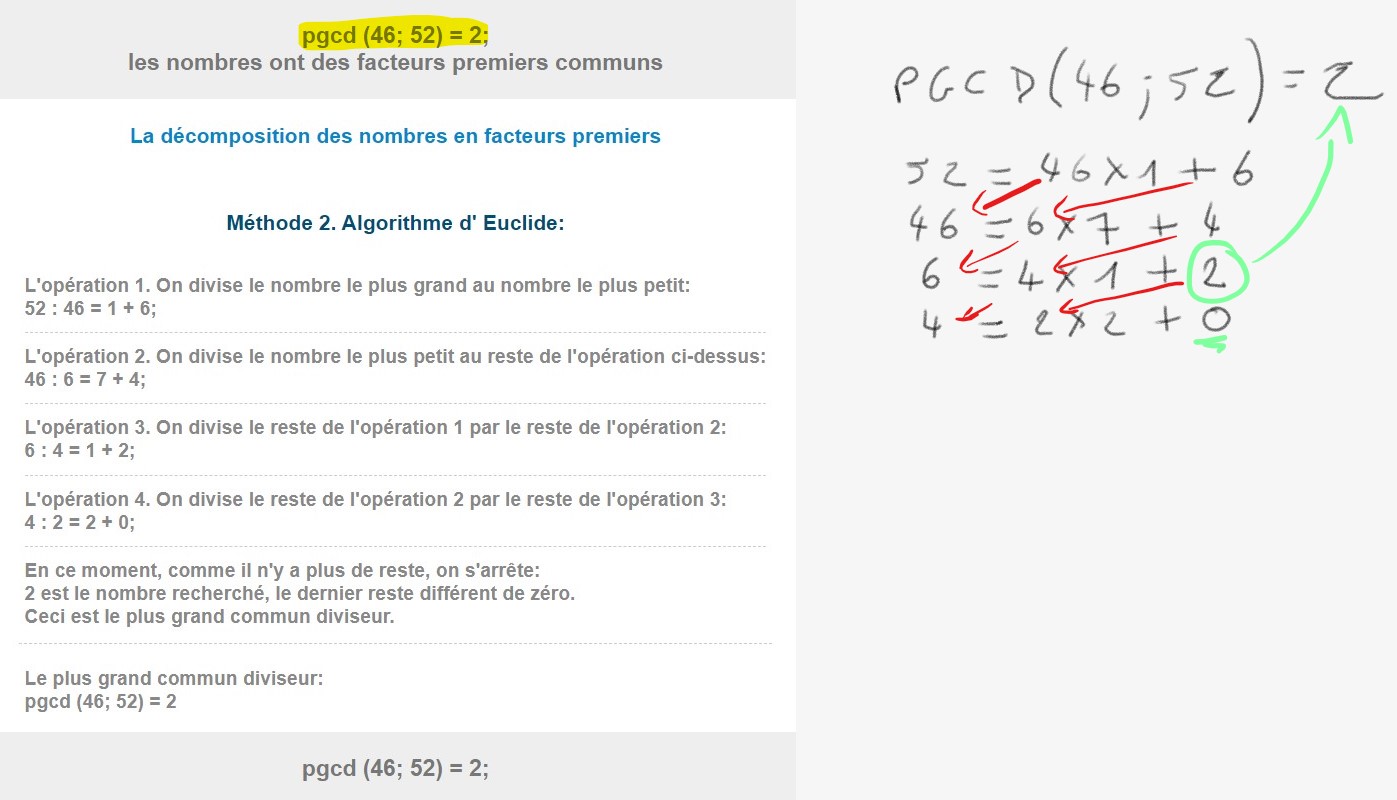 pgcd (46; 52) = 2;
les nombres ont des facteurs premiers communs
La décomposition des nombres en facteurs premiers
Méthode 2. Algorithme d' Euclide:
L'opération 1. On divise le nombre le plus grand au nombre le plus petit:
52 : 46 = 1 + 6;
L'opération 2. On divise le nombre le plus petit au reste de l'opération ci-dessus:
46 : 6 = 7 + 4;
L'opération 3. On divise le reste de l'opération 1 par le reste de l'opération 2:
6 : 4 = 1 + 2;
L'opération 4. On divise le reste de l'opération 2 par le reste de l'opération 3:
4 : 2 = 2 + 0;
En ce moment, comme il n'y a plus de reste, on s'arrête:
2 est le nombre recherché, le dernier reste différent de zéro.
Ceci est le plus grand commun diviseur.
Le plus grand commun diviseur:
pgcd (46; 52) = 2
pgcd (46; 52) = 2;
PGCD(46;52)=2
52 = 46×1+6
46 = 6×7+4
6 = 4×1+2
4 = 2×2+0